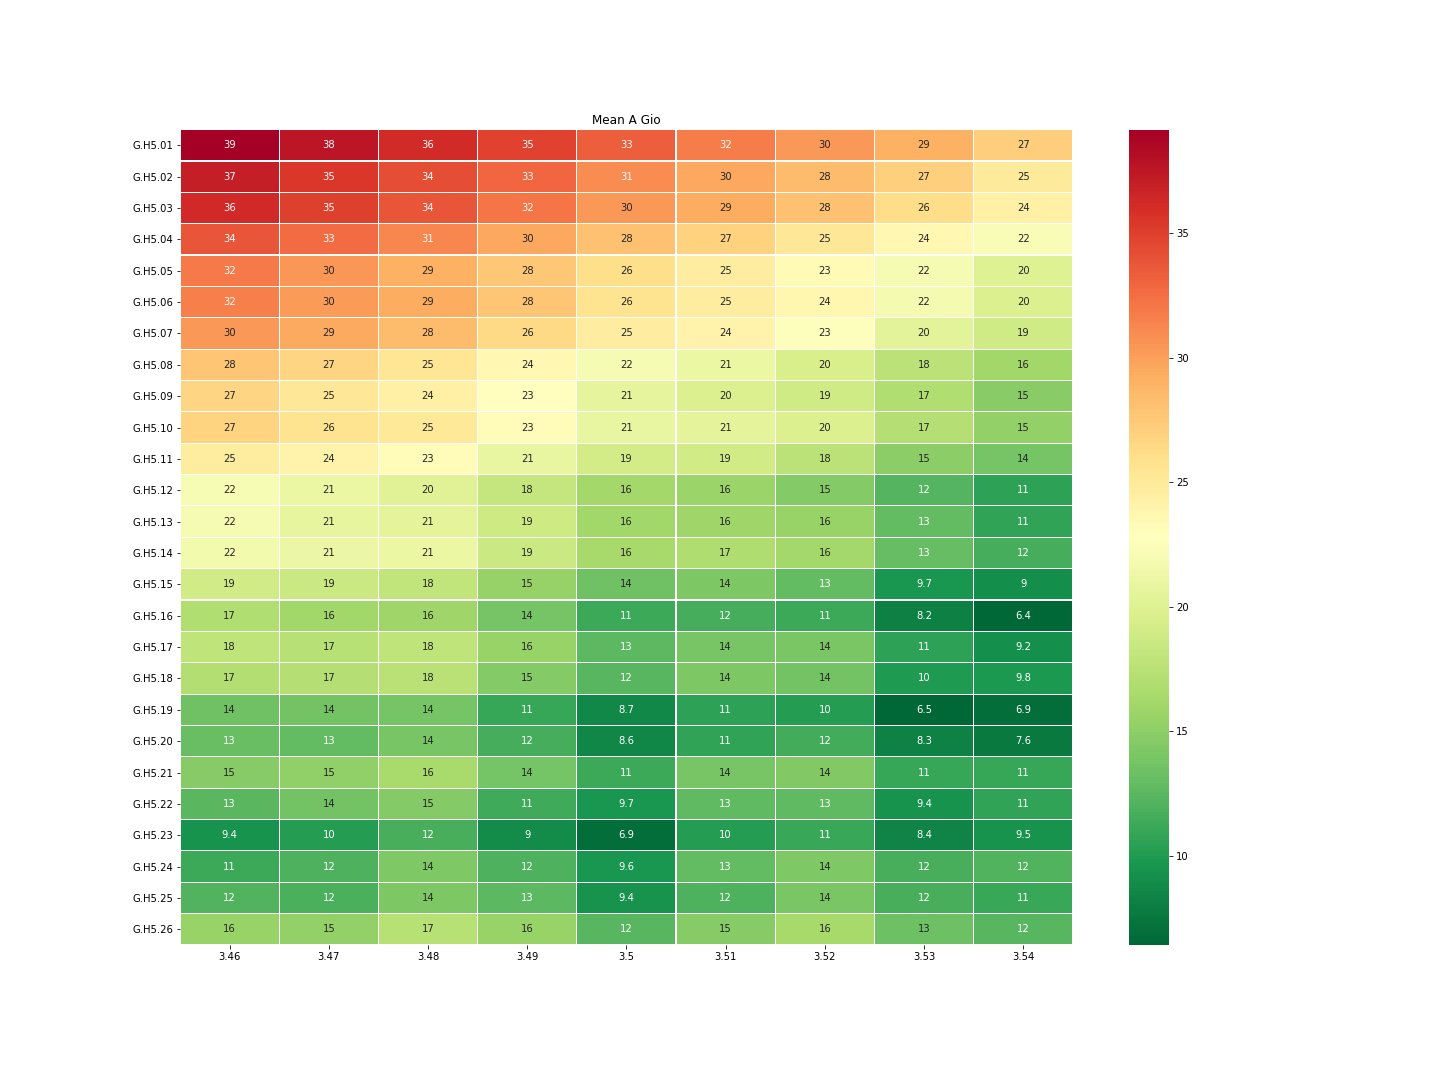 Mean A Gio
G.H5.01 39 38 36 35 33 32 30 29 27
G.H5.02 37 35 34 33 31 30 28 27 25
G.H5.03 36 35 34 32 30 29 28 26 24
G.H5.04 34 33 31 30 28 27 25 24 22
35
G.H5.05 32 30 29 28 26 25 23 22 20
G.H5.06 32 30 29 28 26 25 24 22 20
G.H5.07 30 29 28 26 25 24 23 20 19
30
G.H5.08 28 27 25 24 22 21 20 18 16
G.H5.09 27 25 24 23 21 20 19 17 15
G.H5.10 27 26 25 23 21 21 20 17 15
G.H5.11 25 24 23 21 19 19 18 15 14
25
G.H5.12 22 21 20 18 16 16 15 12 11
G.H5.13 22 21 21 19 16 16 16 13 11
G.H5.14 22 21 21 19 16 17 16 13 12
G.H5.15 19 19 18 15 14 14 13 9.7 9
20
G.H5.16 17 16 16 14 11 12 11 8.2 6.4
G.H5.17 18 17 18 16 13 14 14 11 9.2
G.H5.18 17 17 18 15 12 14 14 10 9.8
G.H5.19 14 14 14 11 8.7 11 10 6.5 6.9
15
G.H5.20 13 13 14 12 8.6 11 12 8.3 7.6
G.H5.21 15 15 16 14 11 14 14 11 11
G.H5.22 13 14 15 11 9.7 13 13 9.4 11
G.H5.23 9.4 10 12 9 6.9 10 11 8.4 9.5
10
G.H5.24 11 12 14 12 9.6 13 14 12 12
G.H5.25 12 12 14 13 9.4 12 14 12 11
G.H5.26 16 15 17 16 12 15 16 13 12
3.46 3.47 3.48 3.49 3.5 3.51 3.52 3.53 3.54